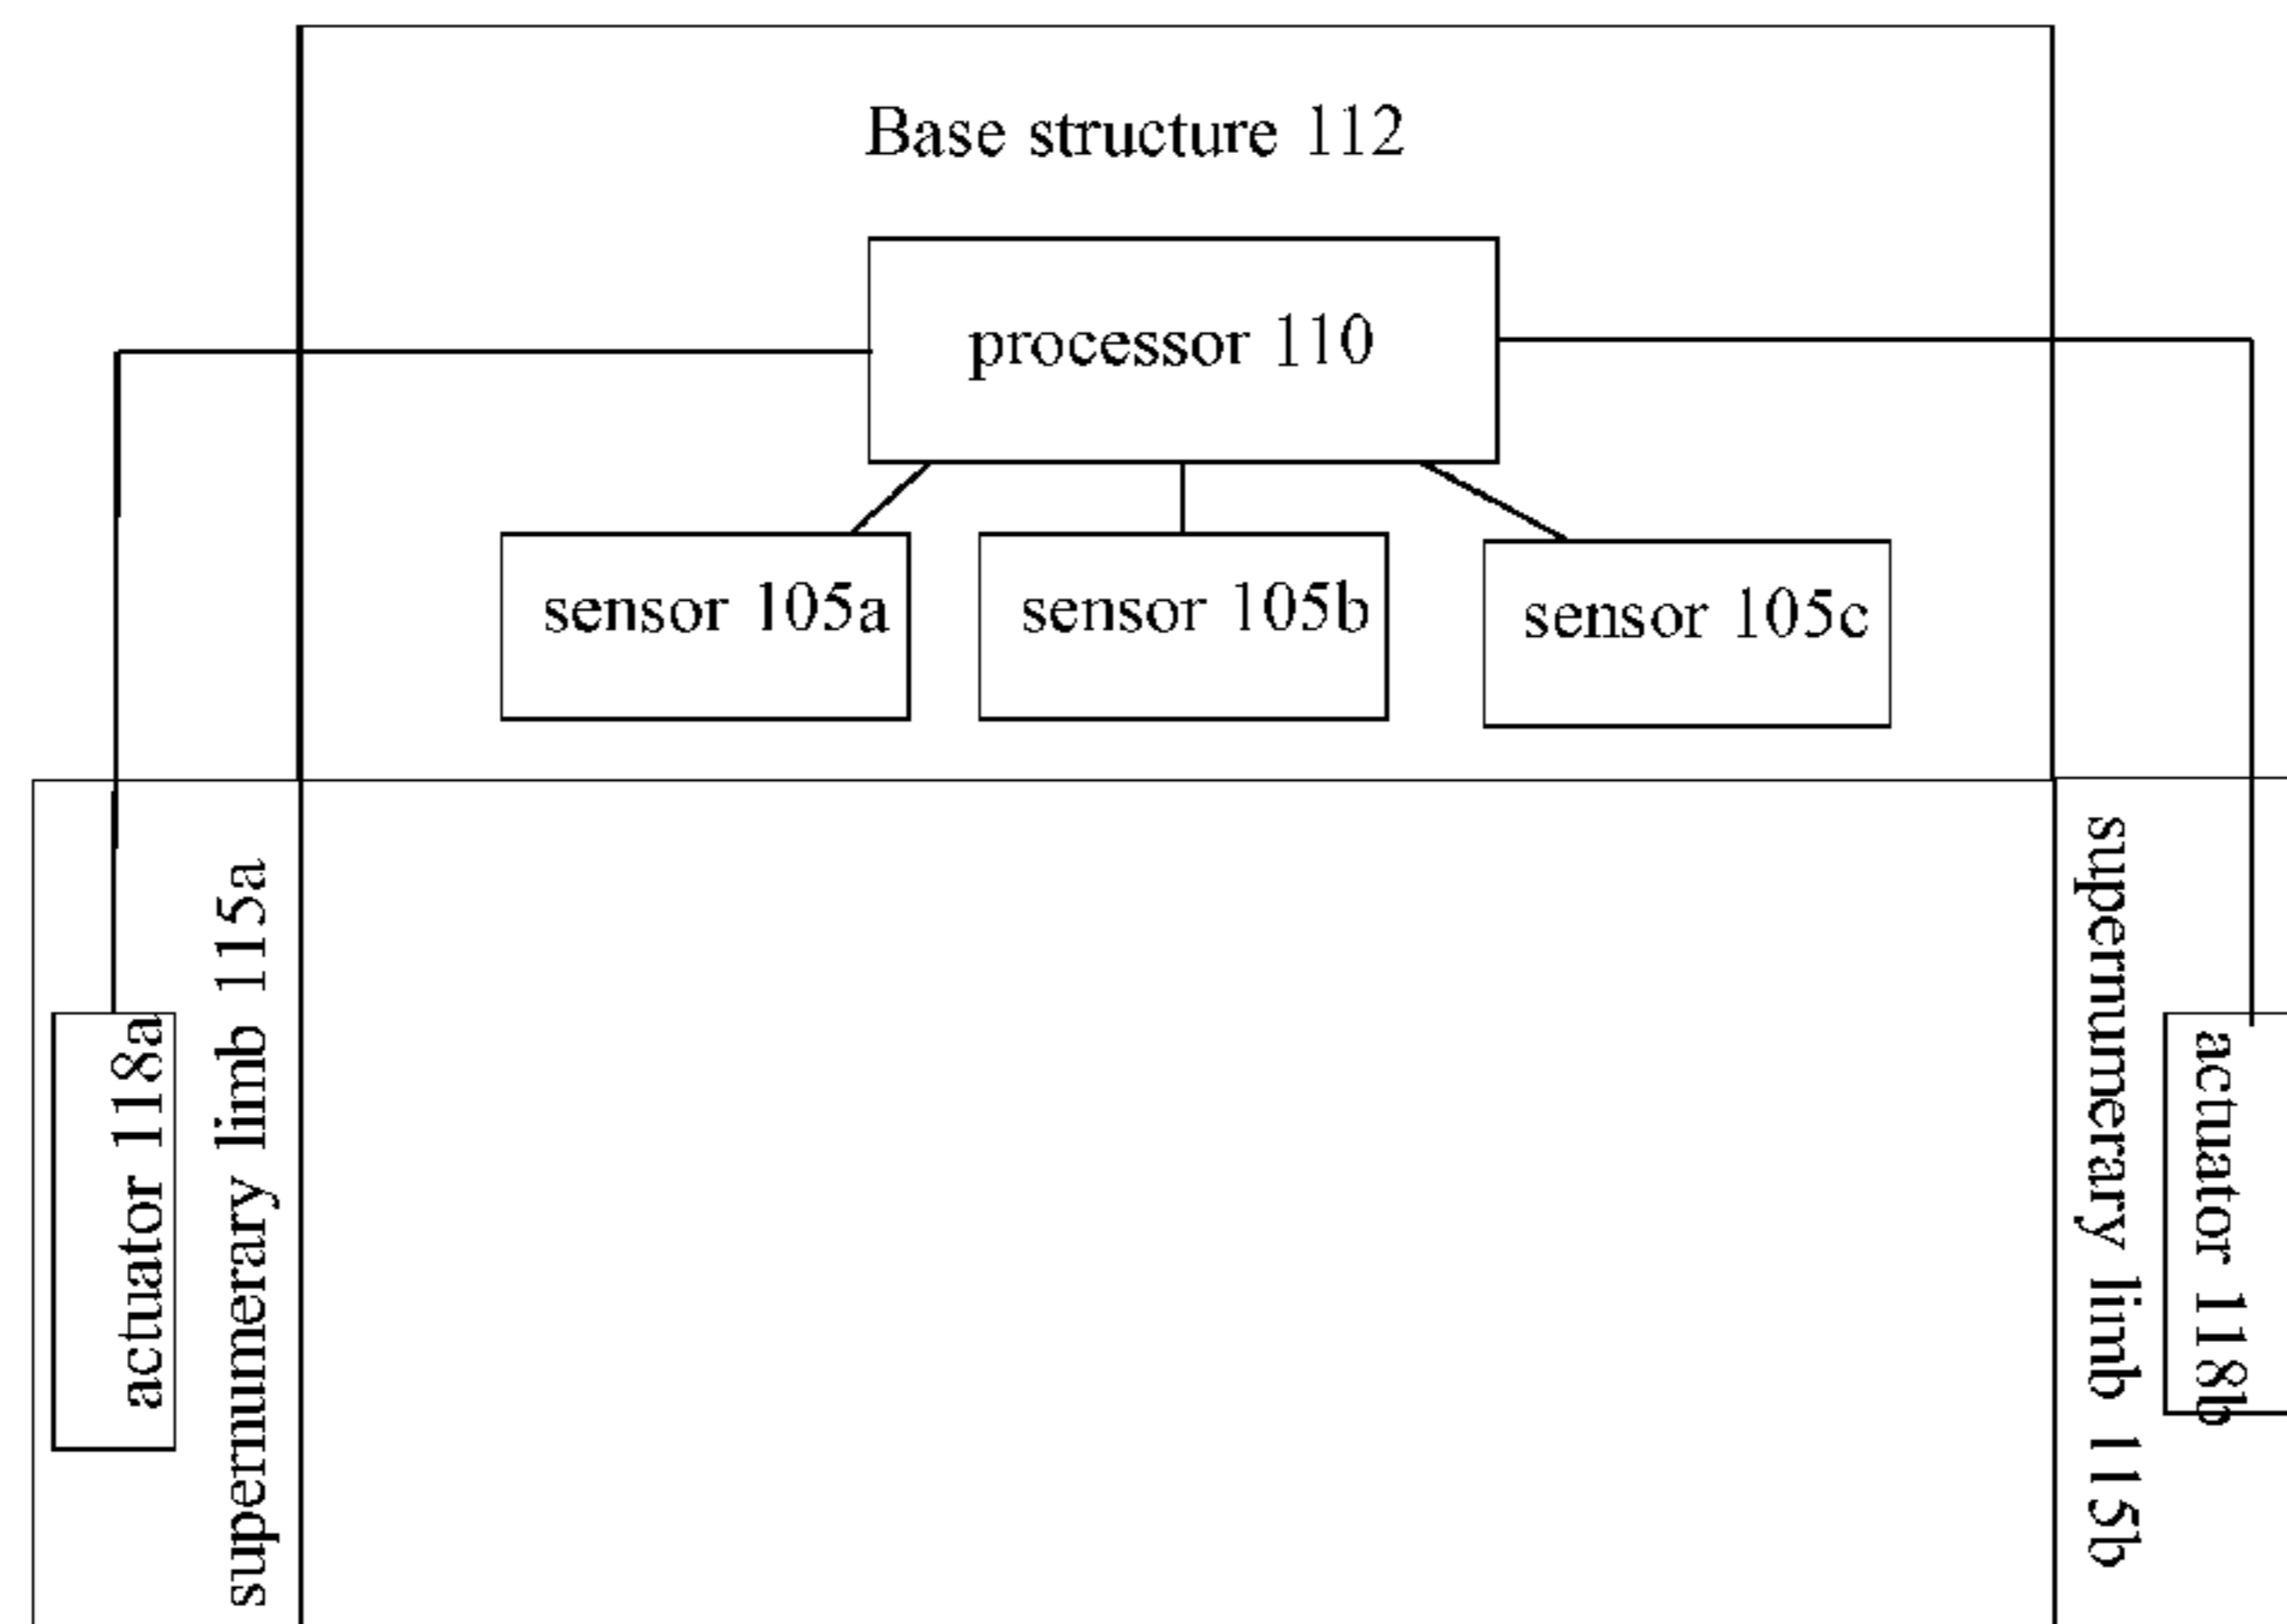 Base structure 112
processor 110
sensor 105a
sensor 105b
sensor 105c
actuator 118a
supernumerary limb 115a
supernumerary limb 115b
actuator 118b